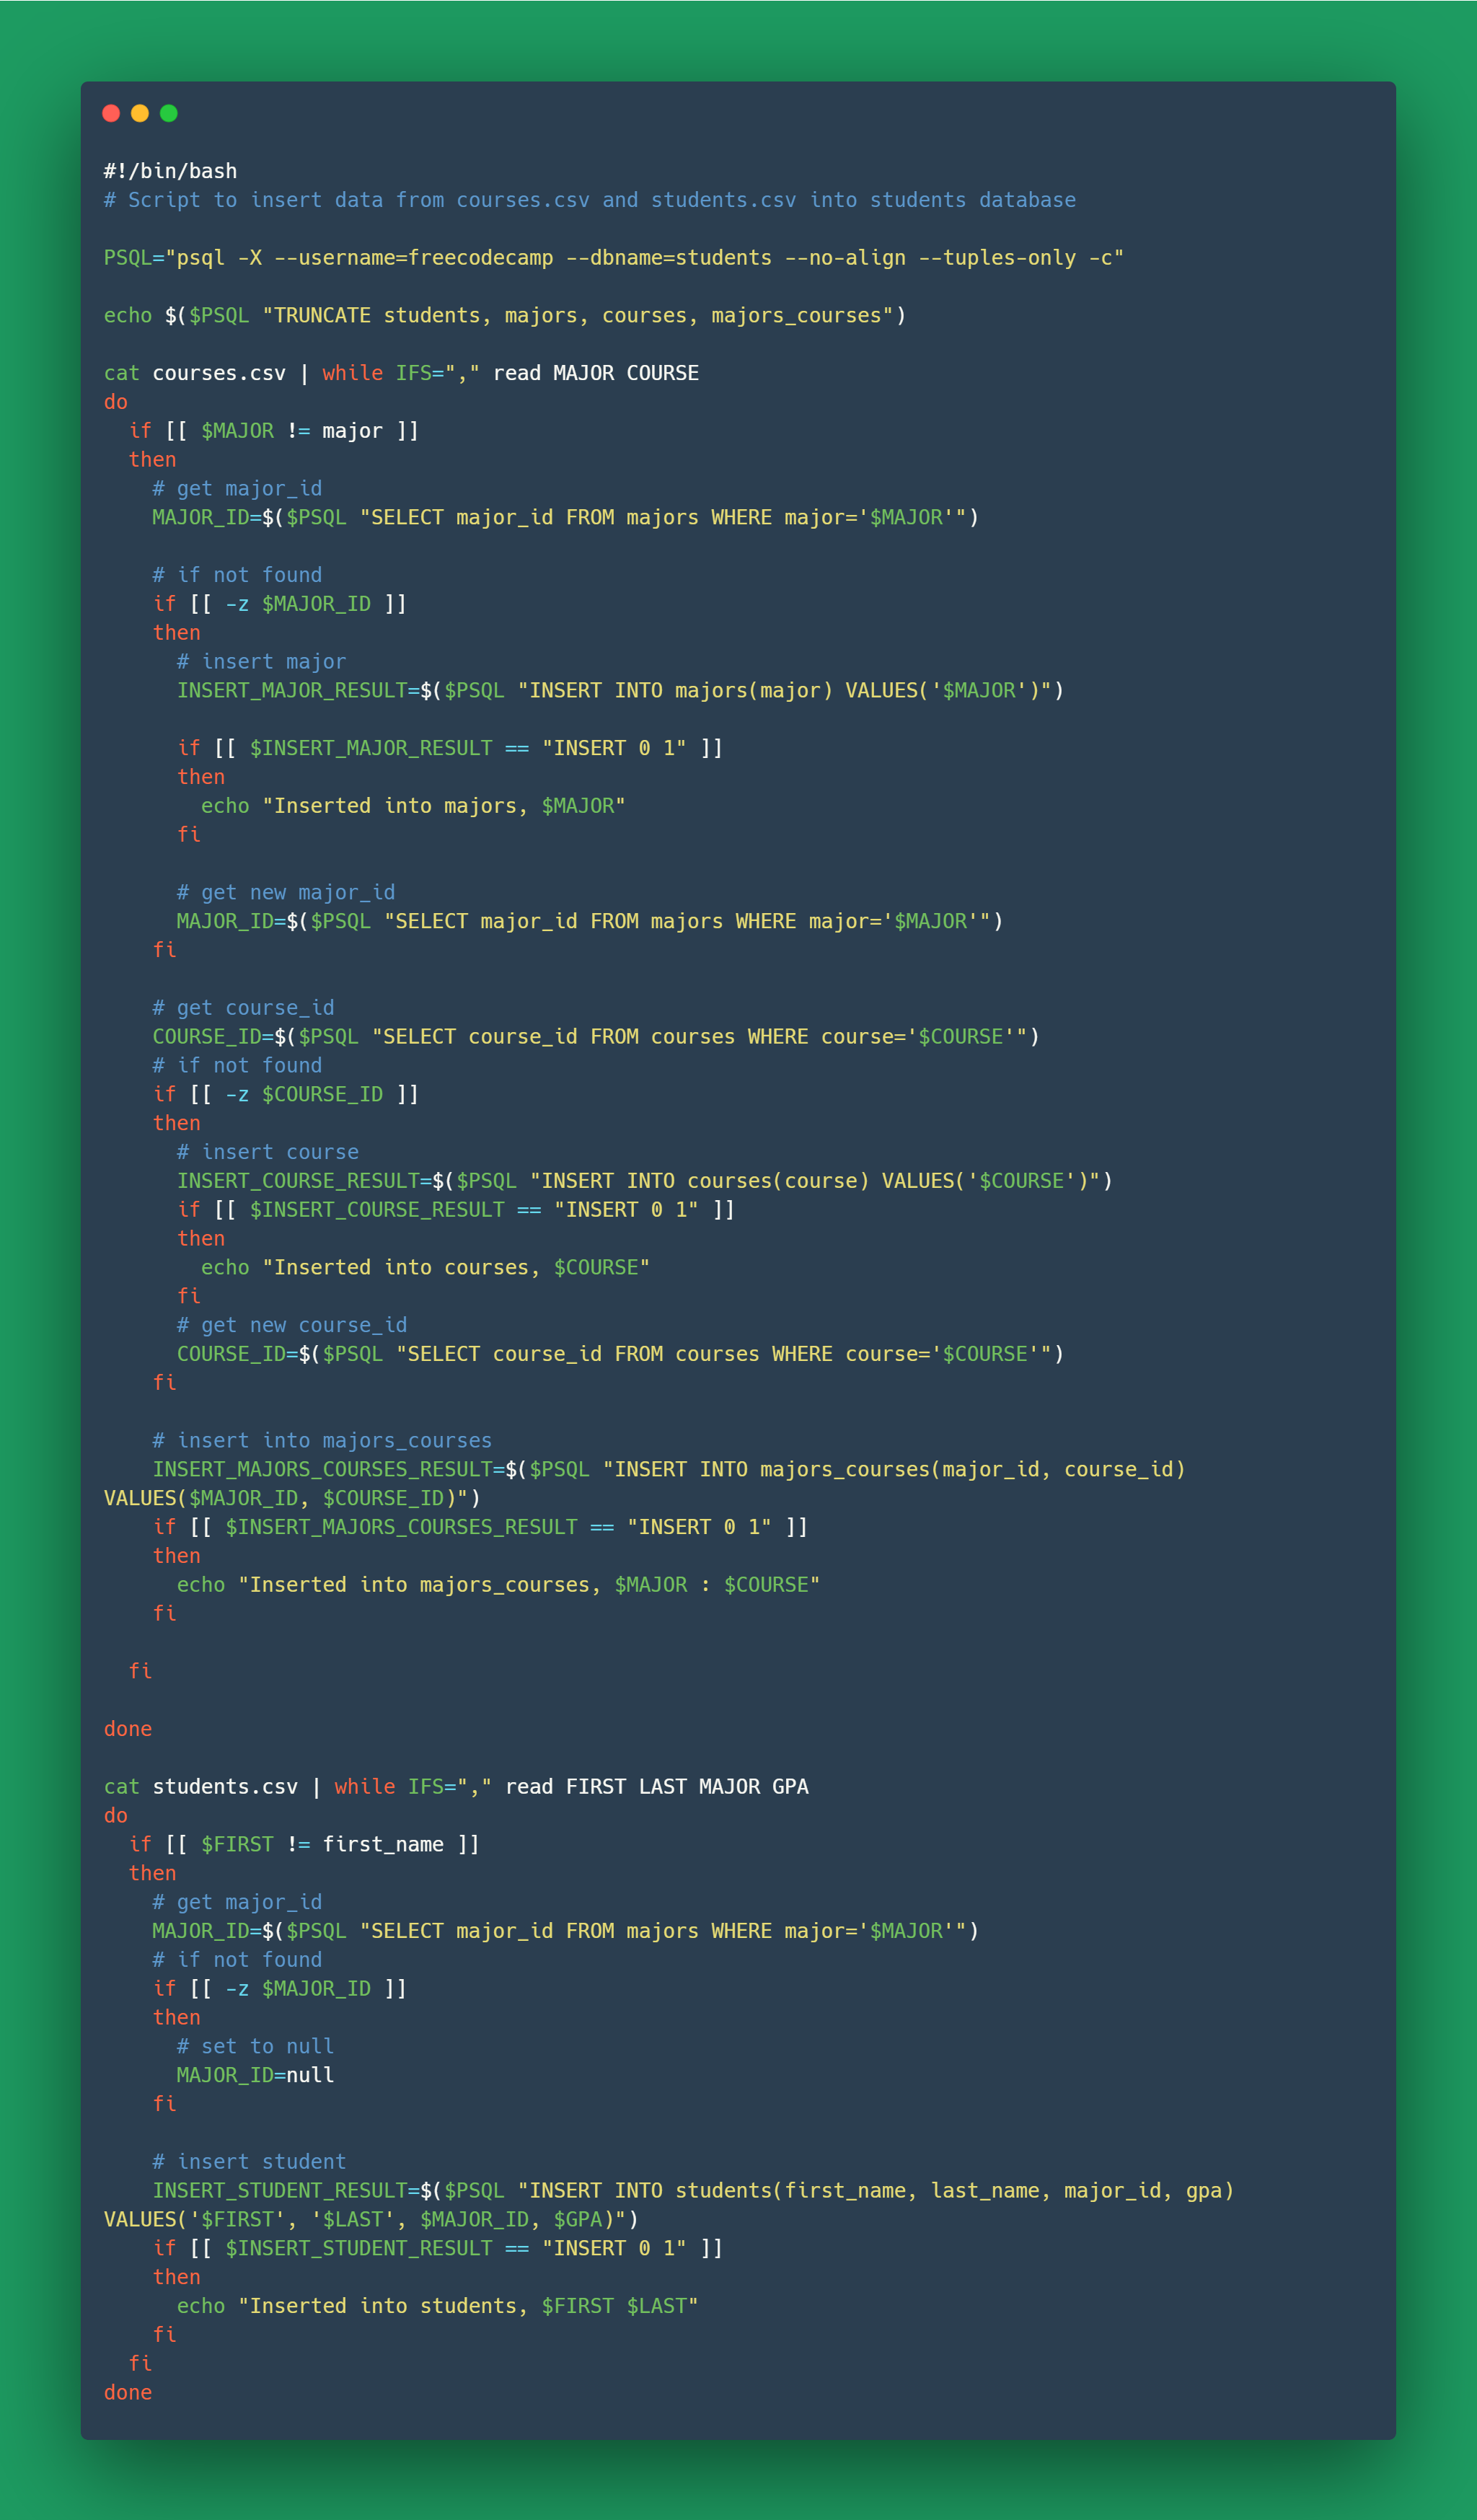 #!/bin/bash
# Script to insert data from courses.csv and students.csv into students database

PSQL="psql -X --username=freecodecamp --dbname=students --no-align --tuples-only -c"

echo $($PSQL "TRUNCATE students, majors, courses, majors_courses")

cat courses.csv | while IFS="," read MAJOR COURSE
do
  if [[ $MAJOR != major ]]
  then
    # get major_id
    MAJOR_ID=$($PSQL "SELECT major_id FROM majors WHERE major='$MAJOR'")

    # if not found
    if [[ -z $MAJOR_ID ]]
    then
      # insert major
      INSERT_MAJOR_RESULT=$($PSQL "INSERT INTO majors(major) VALUES('$MAJOR')")

      if [[ $INSERT_MAJOR_RESULT == "INSERT 0 1" ]]
      then
        echo "Inserted into majors, $MAJOR"
      fi

      # get new major_id
      MAJOR_ID=$($PSQL "SELECT major_id FROM majors WHERE major='$MAJOR'")
    fi

    # get course_id
    COURSE_ID=$($PSQL "SELECT course_id FROM courses WHERE course='$COURSE'")
    # if not found
    if [[ -z $COURSE_ID ]]
    then
      # insert course
      INSERT_COURSE_RESULT=$($PSQL "INSERT INTO courses(course) VALUES('$COURSE')")
      if [[ $INSERT_COURSE_RESULT == "INSERT 0 1" ]]
      then
        echo "Inserted into courses, $COURSE"
      fi
      # get new course_id
      COURSE_ID=$($PSQL "SELECT course_id FROM courses WHERE course='$COURSE'")
    fi

    # insert into majors_courses
    INSERT_MAJORS_COURSES_RESULT=$($PSQL "INSERT INTO majors_courses(major_id, course_id)
VALUES($MAJOR_ID, $COURSE_ID)")
    if [[ $INSERT_MAJORS_COURSES_RESULT == "INSERT 0 1" ]]
    then
      echo "Inserted into majors_courses, $MAJOR : $COURSE"
    fi

  fi

done

cat students.csv | while IFS="," read FIRST LAST MAJOR GPA
do
  if [[ $FIRST != first_name ]]
  then
    # get major_id
    MAJOR_ID=$($PSQL "SELECT major_id FROM majors WHERE major='$MAJOR'")
    # if not found
    if [[ -z $MAJOR_ID ]]
    then
      # set to null
      MAJOR_ID=null
    fi

    # insert student
    INSERT_STUDENT_RESULT=$($PSQL "INSERT INTO students(first_name, last_name, major_id, gpa)
VALUES('$FIRST', '$LAST', $MAJOR_ID, $GPA)")
    if [[ $INSERT_STUDENT_RESULT == "INSERT 0 1" ]]
    then
      echo "Inserted into students, $FIRST $LAST"
    fi
  fi
done